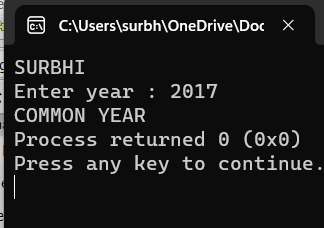 C:\Users\surbh\OneDrive\Doc
SURBHI
Enter year : 2017
COMMON YEAR
Process returned 0 (0x0)
Press any key to continue.